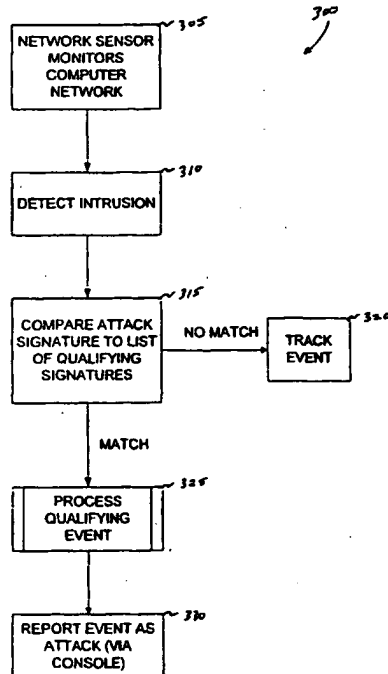 300
305
NETWORK SENSOR
MONITORS
COMPUTER
NETWORK
310
DETECT INTRUSION
315
COMPARE ATTACK
SIGNATURE TO LIST
OF QUALIFYING
SIGNATURES
NO MATCH
320
TRACK
EVENT
MATCH
325
PROCESS
QUALIFYING
EVENT
330
REPORT EVENT AS
ATTACK (VIA
CONSOLE)